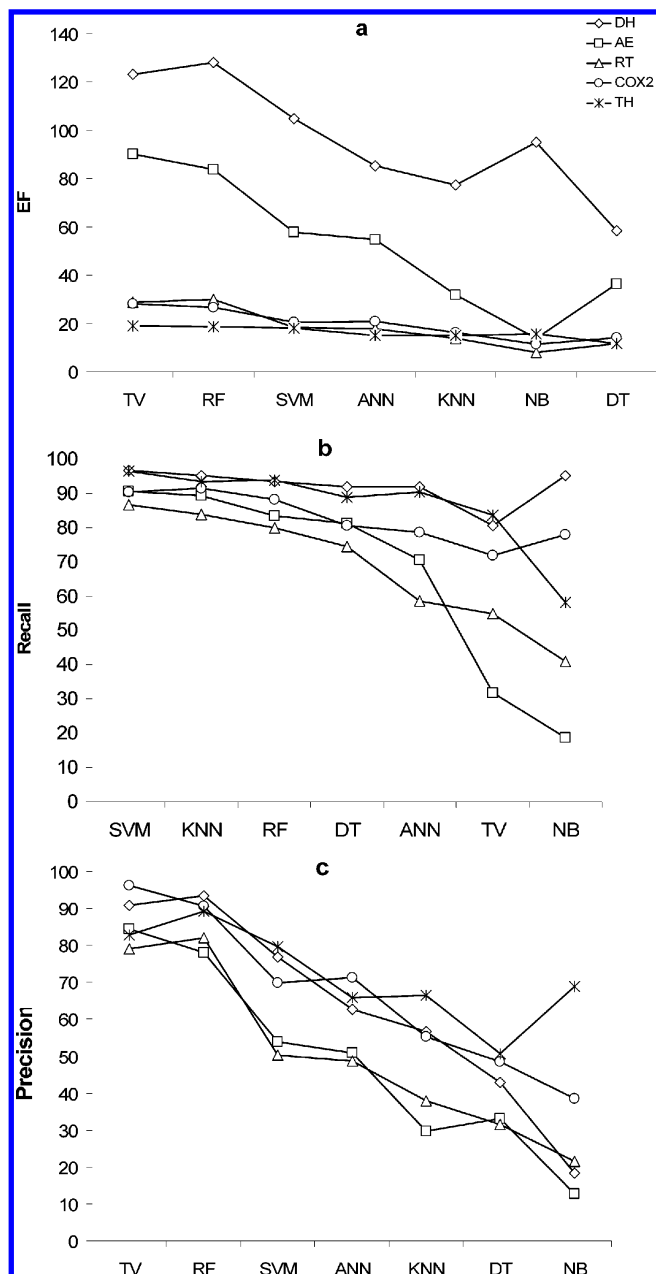 a
DH
AE
RT
COX2
TH
140
120
100
80
60
40
20
0
EF
TV RF SVM ANN KNN NB DT
b
100
90
80
70
60
50
40
30
20
10
0
Recall
SVM KNN RF DT ANN TV NB
c
100
90
80
70
60
50
40
30
20
10
0
Precision
TV RF SVM ANN KNN DT NB